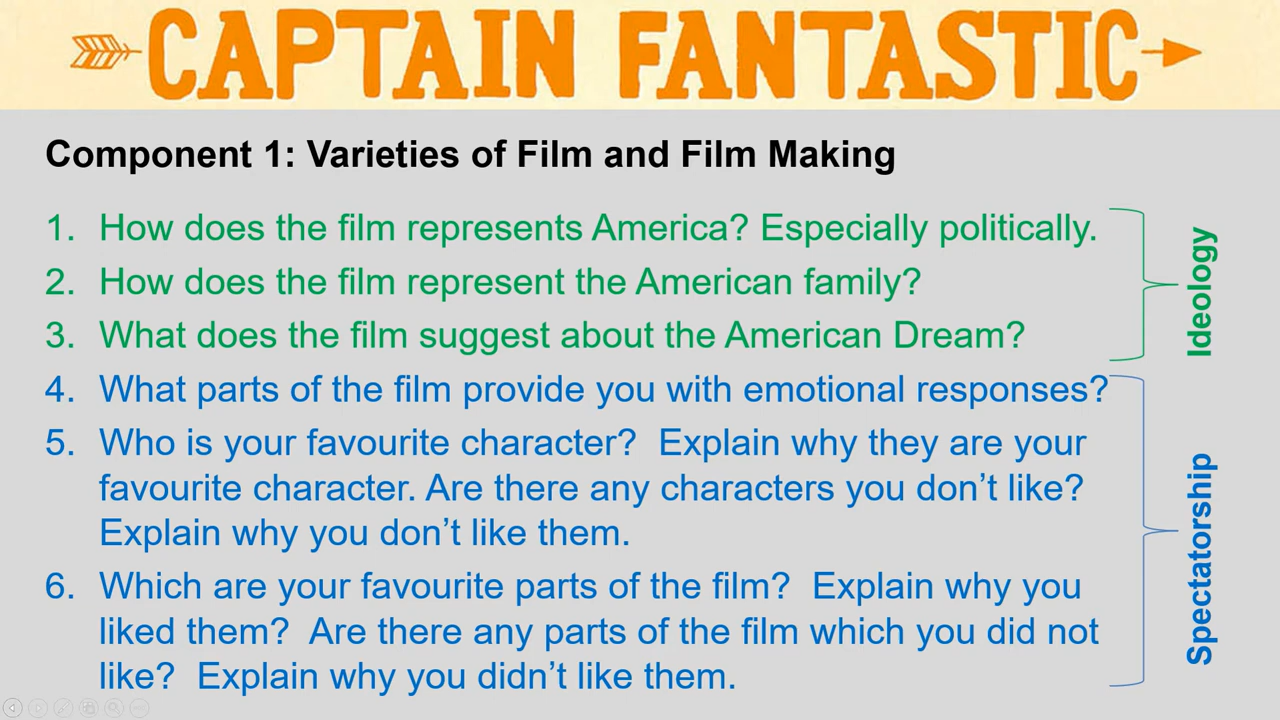 CAPTAIN FANTASTIC
Component 1: Varieties of Film and Film Making
1. How does the film represents America? Especially politically.
2. How does the film represent the American family?
3. What does the film suggest about the American Dream?
Ideology
4. What parts of the film provide you with emotional responses?
5. Who is your favourite character?  Explain why they are your
favourite character. Are there any characters you don’t like?
Explain why you don’t like them.
6. Which are your favourite parts of the film?  Explain why you
liked them?  Are there any parts of the film which you did not
like?  Explain why you didn’t like them.
Spectatorship